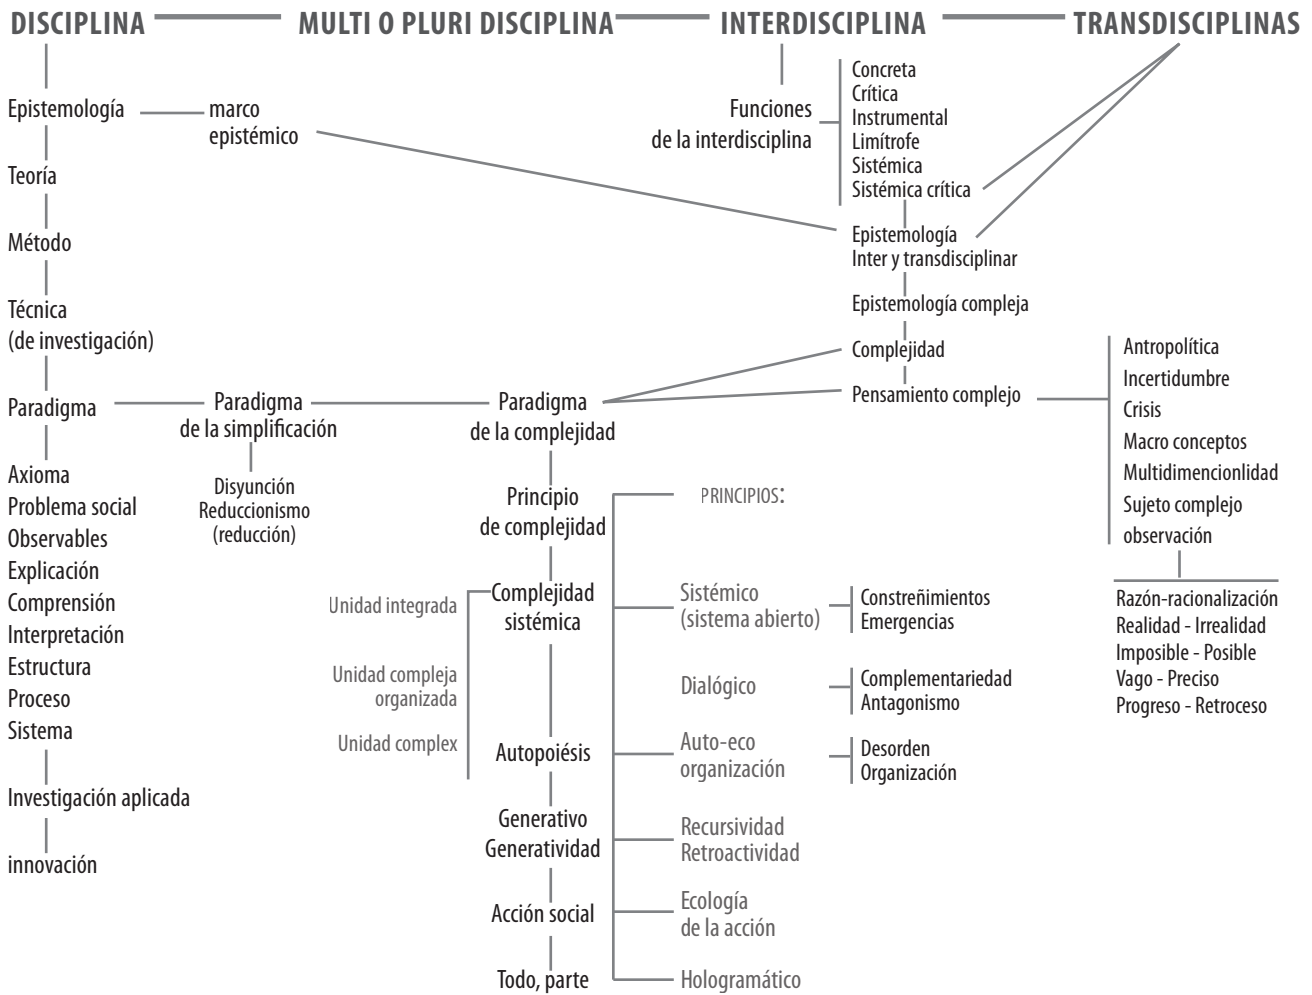 DISCIPLINA
MULTI O PLURI DISCIPLINA
INTERDISCIPLINA
TRANSDISCIPLINAS
Epistemología
marco
epistémico
Teoría
Método
Técnica
(de investigación)
Paradigma
Axioma
Problema social
Observables
Explicación
Comprensión
Interpretación
Estructura
Proceso
Sistema
Investigación aplicada
innovación
Paradigma
de la simplificación
Disyunción
Reduccionismo
(reducción)
Paradigma
de la complejidad
Principio
de complejidad
Complejidad
sistémica
Unidad integrada
Unidad compleja
organizada
Unidad complex
Autopoiésis
Generativo
Generatividad
Acción social
Todo, parte
PRINCIPIOS:
Sistémico
(sistema abierto)
Constreñimientos
Emergencias
Dialógico
Complementariedad
Antagonismo
Auto-eco
organización
Desorden
Organización
Recursividad
Retroactividad
Ecología
de la acción
Hologramático
Funciones
de la interdisciplina
Concreta
Crítica
Instrumental
Limítrofe
Sistémica
Sistémica crítica
Epistemología
Inter y transdisciplinar
Epistemología compleja
Complejidad
Pensamiento complejo
Antropolítica
Incertidumbre
Crisis
Macro conceptos
Multidimencionlidad
Sujeto complejo
observación
Razón-racionalización
Realidad - Irrealidad
Imposible - Posible
Vago - Preciso
Progreso - Retroceso